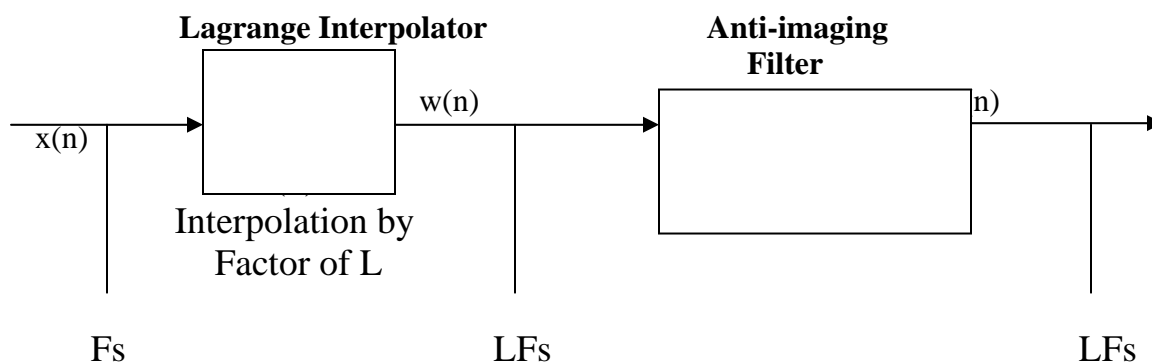 Lagrange Interpolator
Anti-imaging
Filter
w(n)
n)
x(n)
Interpolation by
Factor of L
Fs
LFs
LFs